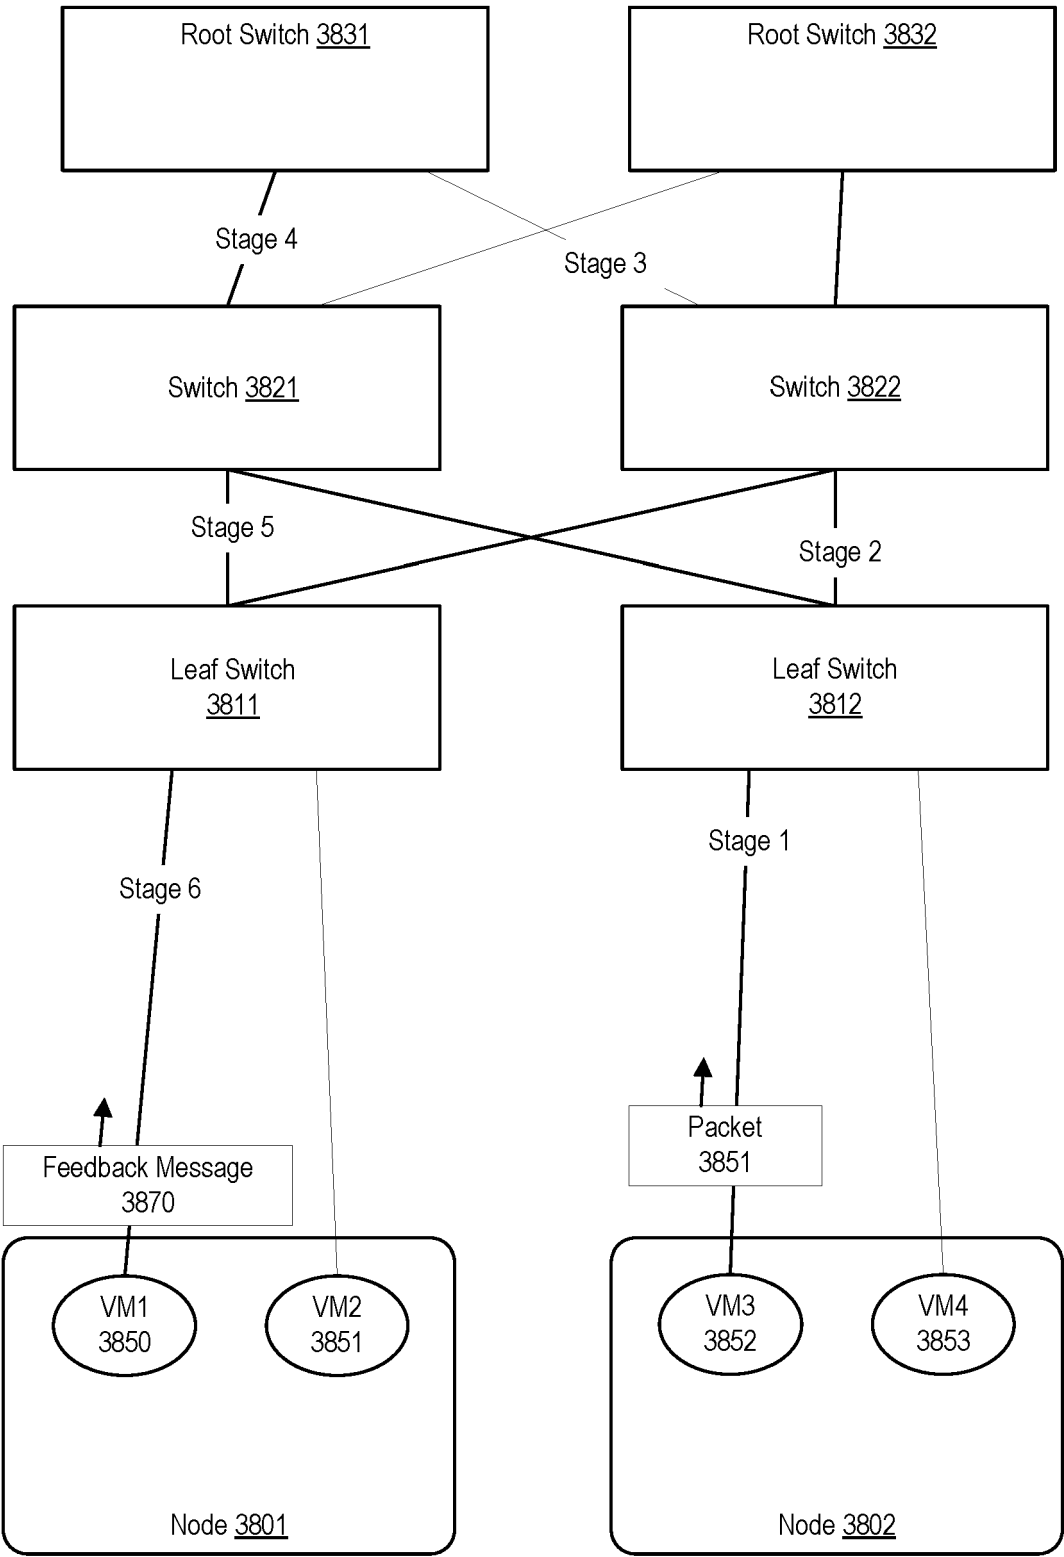 Root Switch 3831
Root Switch 3832
Stage 4
Stage 3
Switch 3821
Switch 3822
Stage 5
Stage 2
Leaf Switch
3811
Leaf Switch
3812
Stage 1
Stage 6
Packet
3851
Feedback Message
3870
VM1
3850
VM2
3851
VM3
3852
VM4
3853
Node 3801
Node 3802